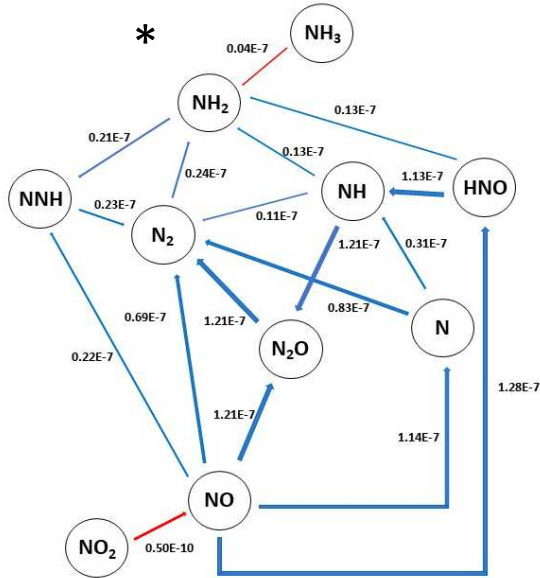 *
NH₃
0.04E-7
NH₂
0.13E-7
0.21E-7
0.13E-7
0.24E-7
1.13E-7
NNH
NH
HNO
0.23E-7
0.11E-7
N₂
1.21E-7
0.31E-7
0.69E-7
1.21E-7
0.83E-7
N
N₂O
0.22E-7
1.28E-7
1.21E-7
1.14E-7
NO
NO₂
0.50E-10